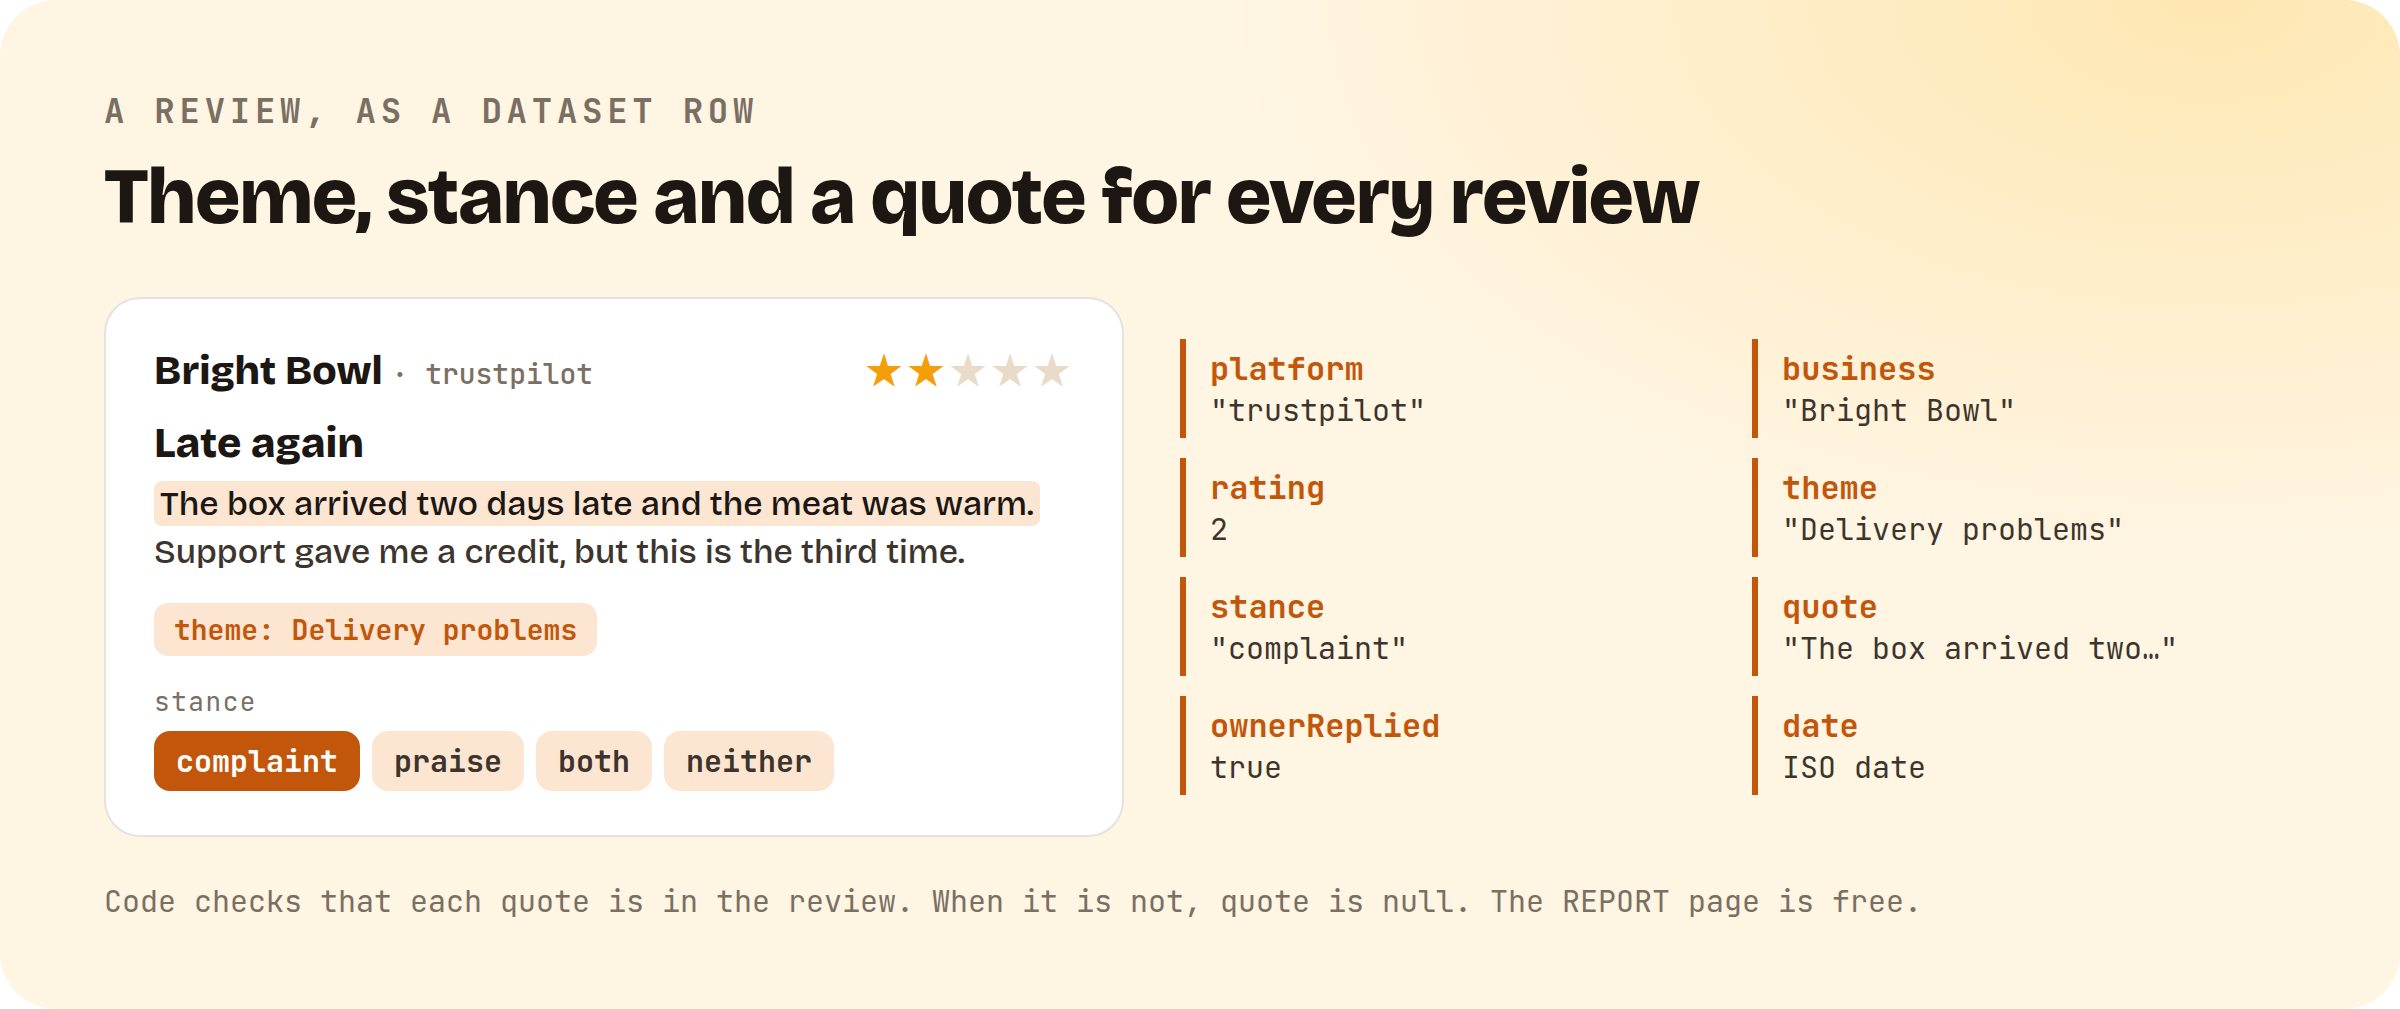 A REVIEW, AS A DATASET ROW
Theme, stance and a quote for every review
Bright Bowl · trustpilot
Late again
The box arrived two days late and the meat was warm.
Support gave me a credit, but this is the third time.
theme: Delivery problems
stance
complaint praise both neither
platform
"trustpilot"
business
"Bright Bowl"
rating
2
theme
"Delivery problems"
stance
"complaint"
quote
"The box arrived two…"
ownerReplied
true
date
ISO date
Code checks that each quote is in the review. When it is not, quote is null. The REPORT page is free.